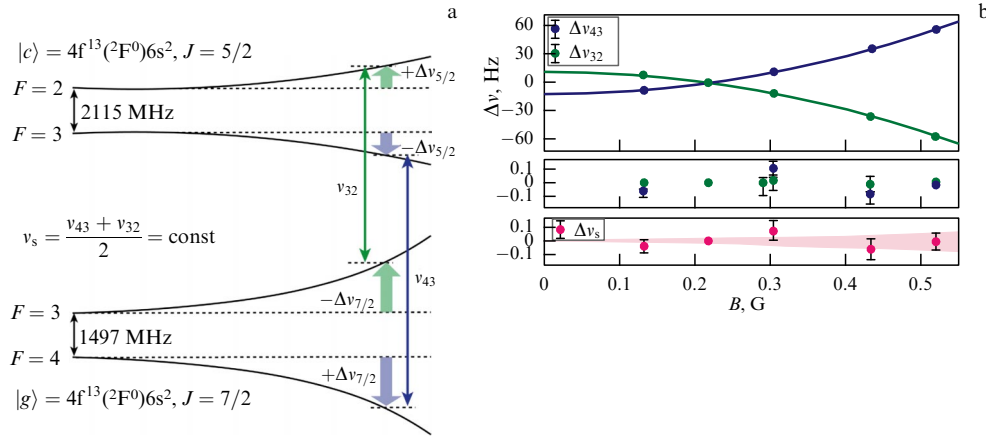 a
|c⟩ = 4f¹³(²F⁰)6s², J = 5/2
+Δν5/2
F = 2
2115 MHz
F = 3
−Δν5/2
ν32
νs = (ν43 + ν32)/2 = const
ν43
F = 3
−Δν7/2
1497 MHz
F = 4
+Δν7/2
|g⟩ = 4f¹³(²F⁰)6s², J = 7/2
b
Δν, Hz
60
30
0
−30
−60
Δν43
Δν32
0.1
0
−0.1
0.1
0
−0.1
Δνs
0
0.1
0.2
0.3
0.4
0.5
B, G